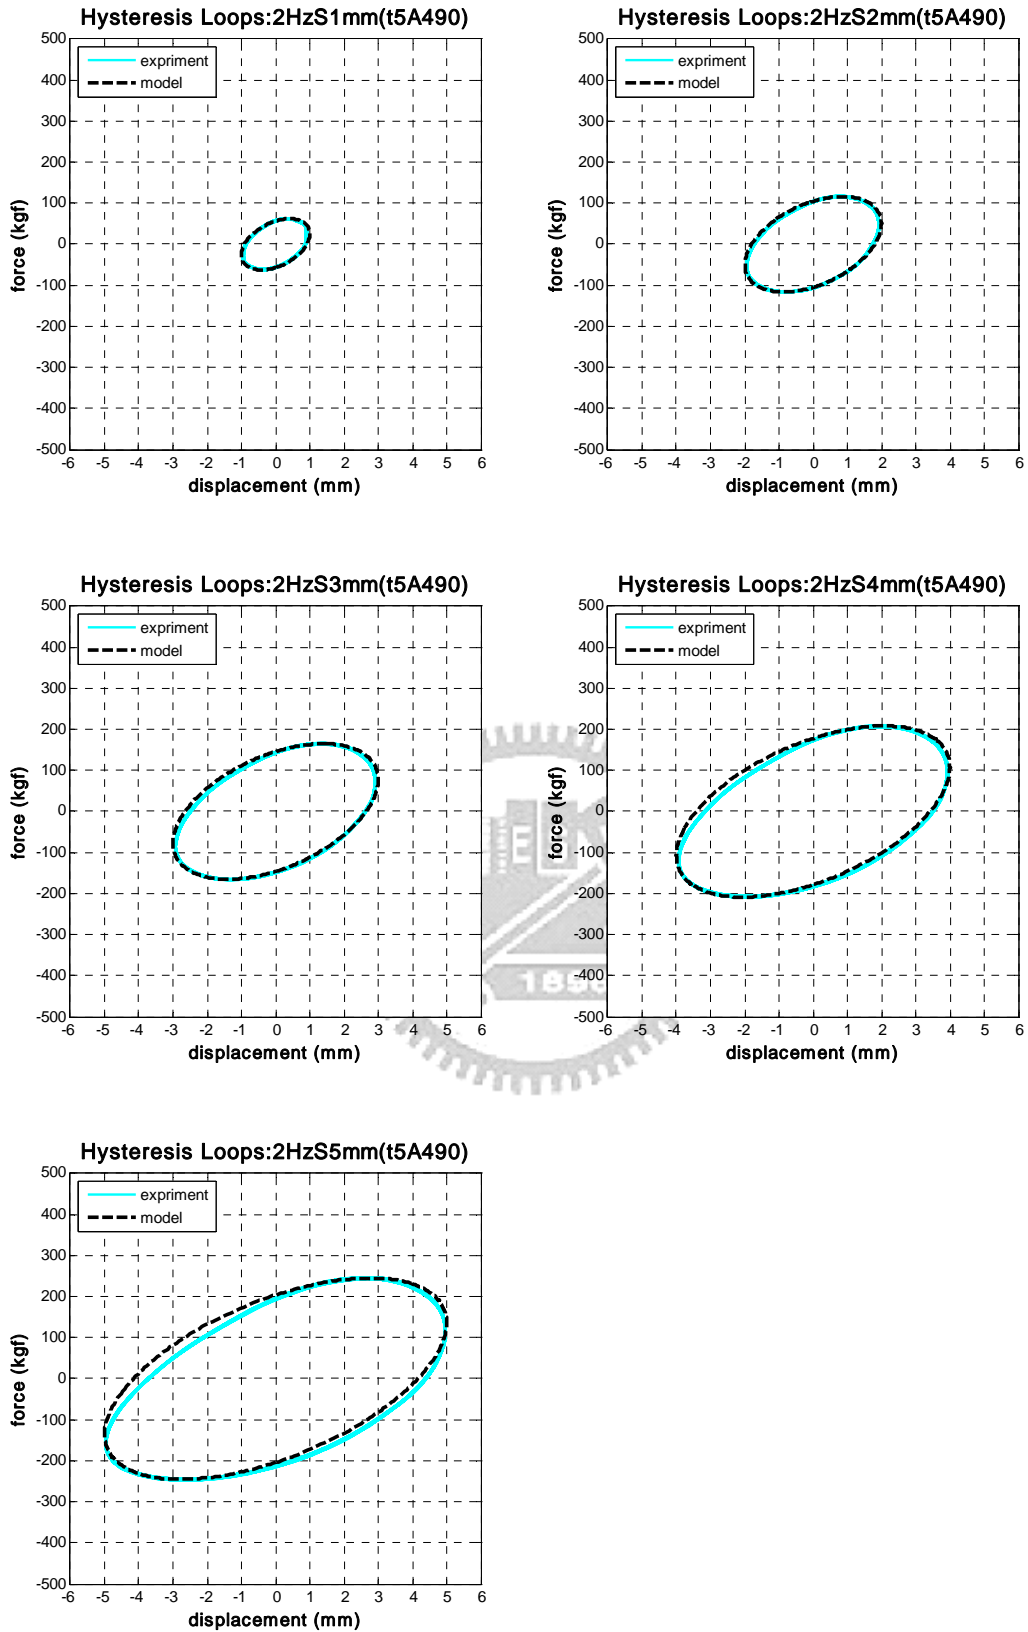 Hysteresis Loops:2HzS1mm(t5A490)
500
400
300
200
100
0
-100
-200
-300
-400
-500
force (kgf)
expriment
model
-6 -5 -4 -3 -2 -1 0 1 2 3 4 5 6
displacement (mm)
Hysteresis Loops:2HzS2mm(t5A490)
500
400
300
200
100
0
-100
-200
-300
-400
-500
force (kgf)
expriment
model
-6 -5 -4 -3 -2 -1 0 1 2 3 4 5 6
displacement (mm)
Hysteresis Loops:2HzS3mm(t5A490)
500
400
300
200
100
0
-100
-200
-300
-400
-500
force (kgf)
expriment
model
-6 -5 -4 -3 -2 -1 0 1 2 3 4 5 6
displacement (mm)
Hysteresis Loops:2HzS4mm(t5A490)
500
400
300
200
100
0
-100
-200
-300
-400
-500
force (kgf)
expriment
model
-6 -5 -4 -3 -2 -1 0 1 2 3 4 5 6
displacement (mm)
Hysteresis Loops:2HzS5mm(t5A490)
500
400
300
200
100
0
-100
-200
-300
-400
-500
force (kgf)
expriment
model
-6 -5 -4 -3 -2 -1 0 1 2 3 4 5 6
displacement (mm)